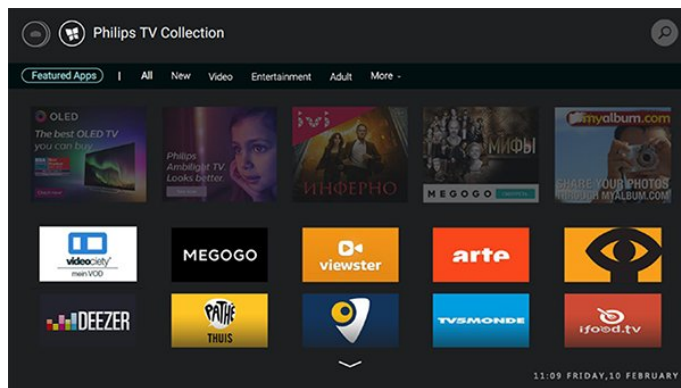 Philips TV Collection
Featured Apps | All New Video Entertainment Adult More
OLED
The best OLED TV
you can buy
Philips
Ambilight TV.
Looks better.
ivi
ИНФЕРНО
МИФЫ
MEGOGO
myalbum.com
SHARE YOUR PHOTOS
THROUGH MYALBUM.COM
videociety
mein VOD
MEGOGO
viewster
arte
DEEZER
PATHÉ
THUIS
TV5MONDE
ifood.tv
11:09 FRIDAY,10 FEBRUARY